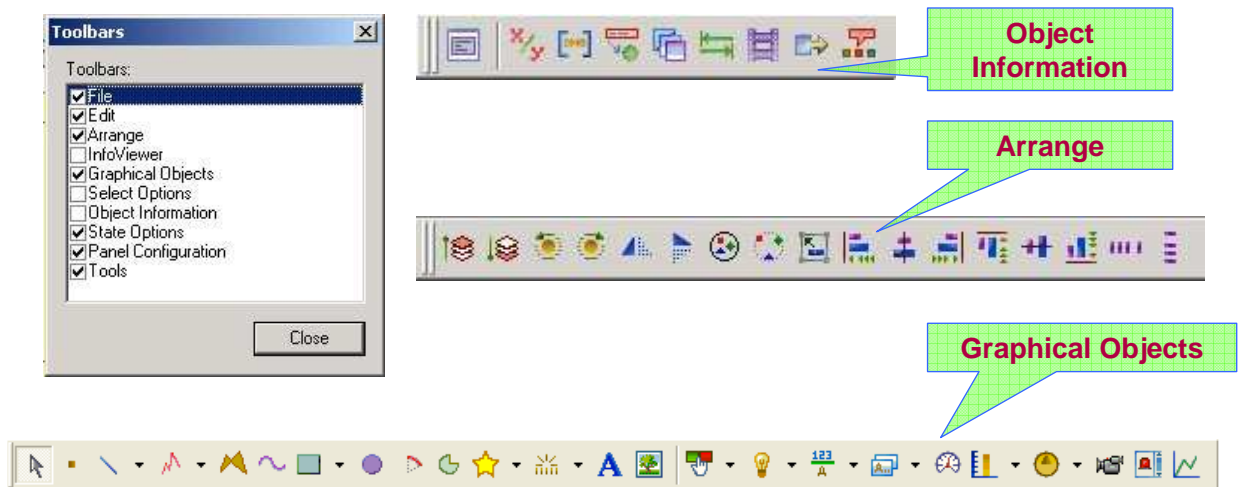 Toolbars
Toolbars:
File
Edit
Arrange
InfoViewer
Graphical Objects
Select Options
Object Information
State Options
Panel Configuration
Tools
Close
x/y
Object
Information
Arrange
Graphical Objects
A
123
A